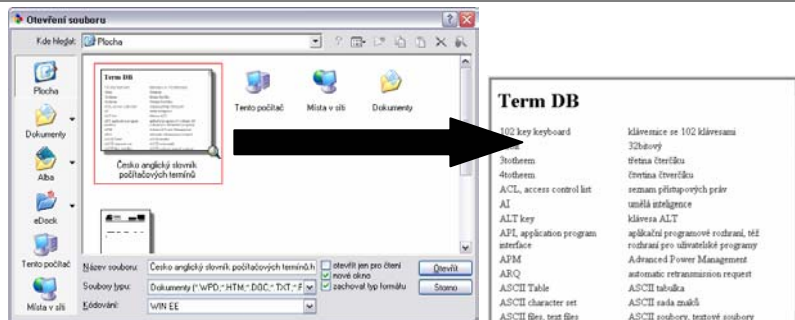 Otevření souboru
Kde hledat: Plocha
Plocha
Dokumenty
Alba
eDock
Tento počítač
Místa v síti
Term DB
Česko anglický slovník
počítačových termínů
Tento počítač
Místa v síti
Dokumenty
Název souboru: Česko anglický slovník počítačových termínů.h
Soubory typu: Dokumenty (*.WPD;*.HTM;*.DOC;*.TXT;*.F
Kódování: WIN EE
otevřít jen pro čtení
nové okno
zachovat typ formátu
Otevřít
Storno
Term DB
102 key keyboard klávesnice se 102 klávesami
32bitový
3totheem třetina čterčíku
4totheem čtvrtina čtverčíku
ACL, access control list seznam přístupových práv
AI umělá inteligence
ALT key klávesa ALT
API, application program aplikační programové rozhraní, též
interface rozhraní pro uživatelské programy
APM Advanced Power Management
ARQ automatic retransmission request
ASCII Table ASCII tabulka
ASCII character set ASCII sada znaků
ASCII files, text files ASCII soubory, textové soubory